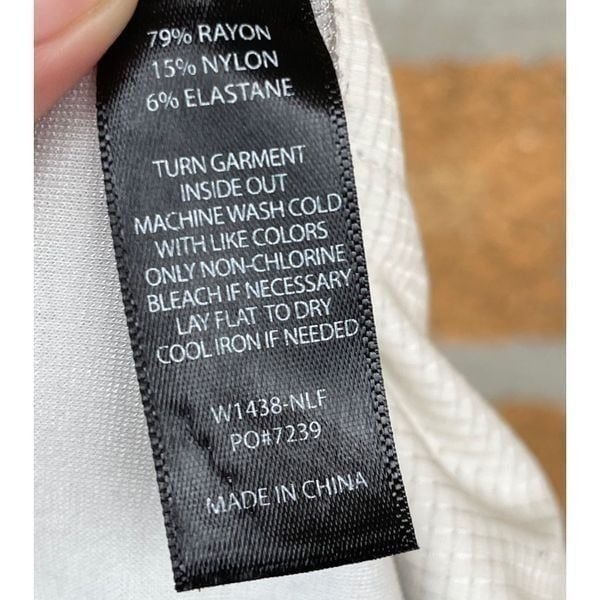 79% RAYON
15% NYLON
6% ELASTANE
TURN GARMENT
INSIDE OUT
MACHINE WASH COLD
WITH LIKE COLORS
ONLY NON-CHLORINE
BLEACH IF NECESSARY
LAY FLAT TO DRY
COOL IRON IF NEEDED
W1438-NLF
PO#7239
MADE IN CHINA